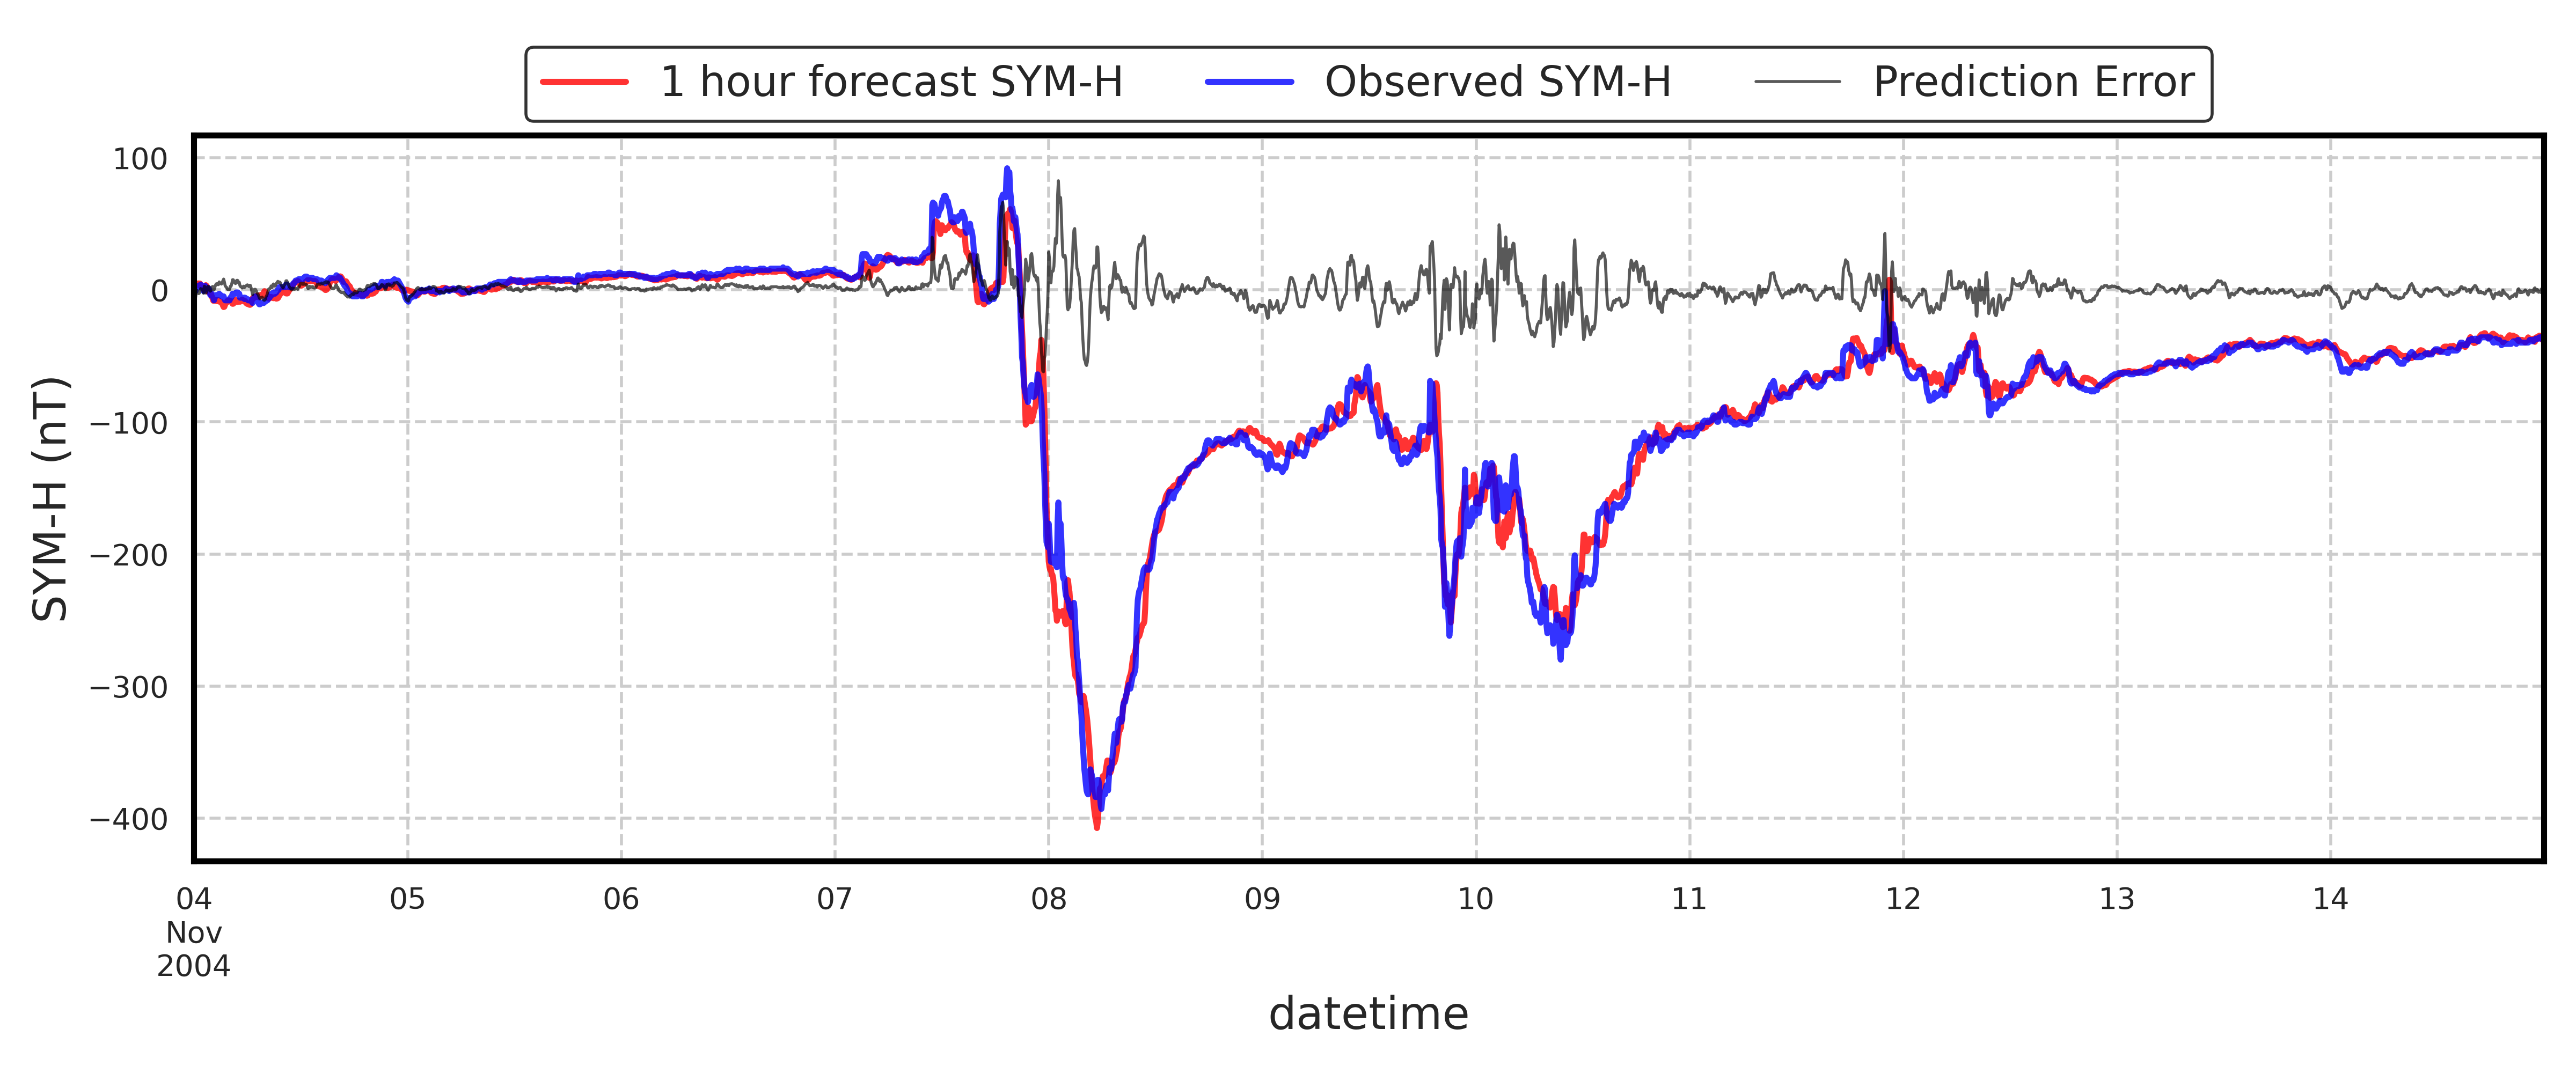 1 hour forecast SYM-H Observed SYM-H Prediction Error
100
0
−100
−200
−300
−400
SYM-H (nT)
04 05 06 07 08 09 10 11 12 13 14
Nov
2004
datetime